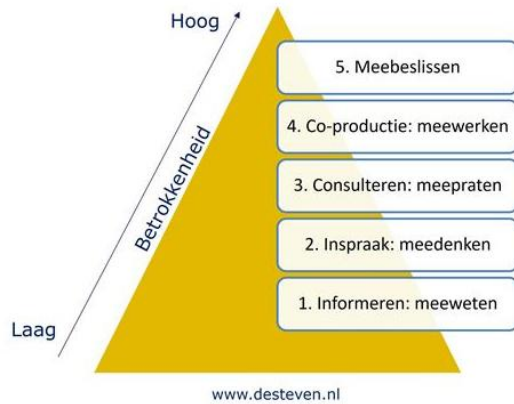 Hoog
5. Meebeslissen
4. Co-productie: meewerken
Betrokkenheid
3. Consulteren: meepraten
2. Inspraak: meedenken
1. Informeren: meeweten
Laag
www.desteven.nl